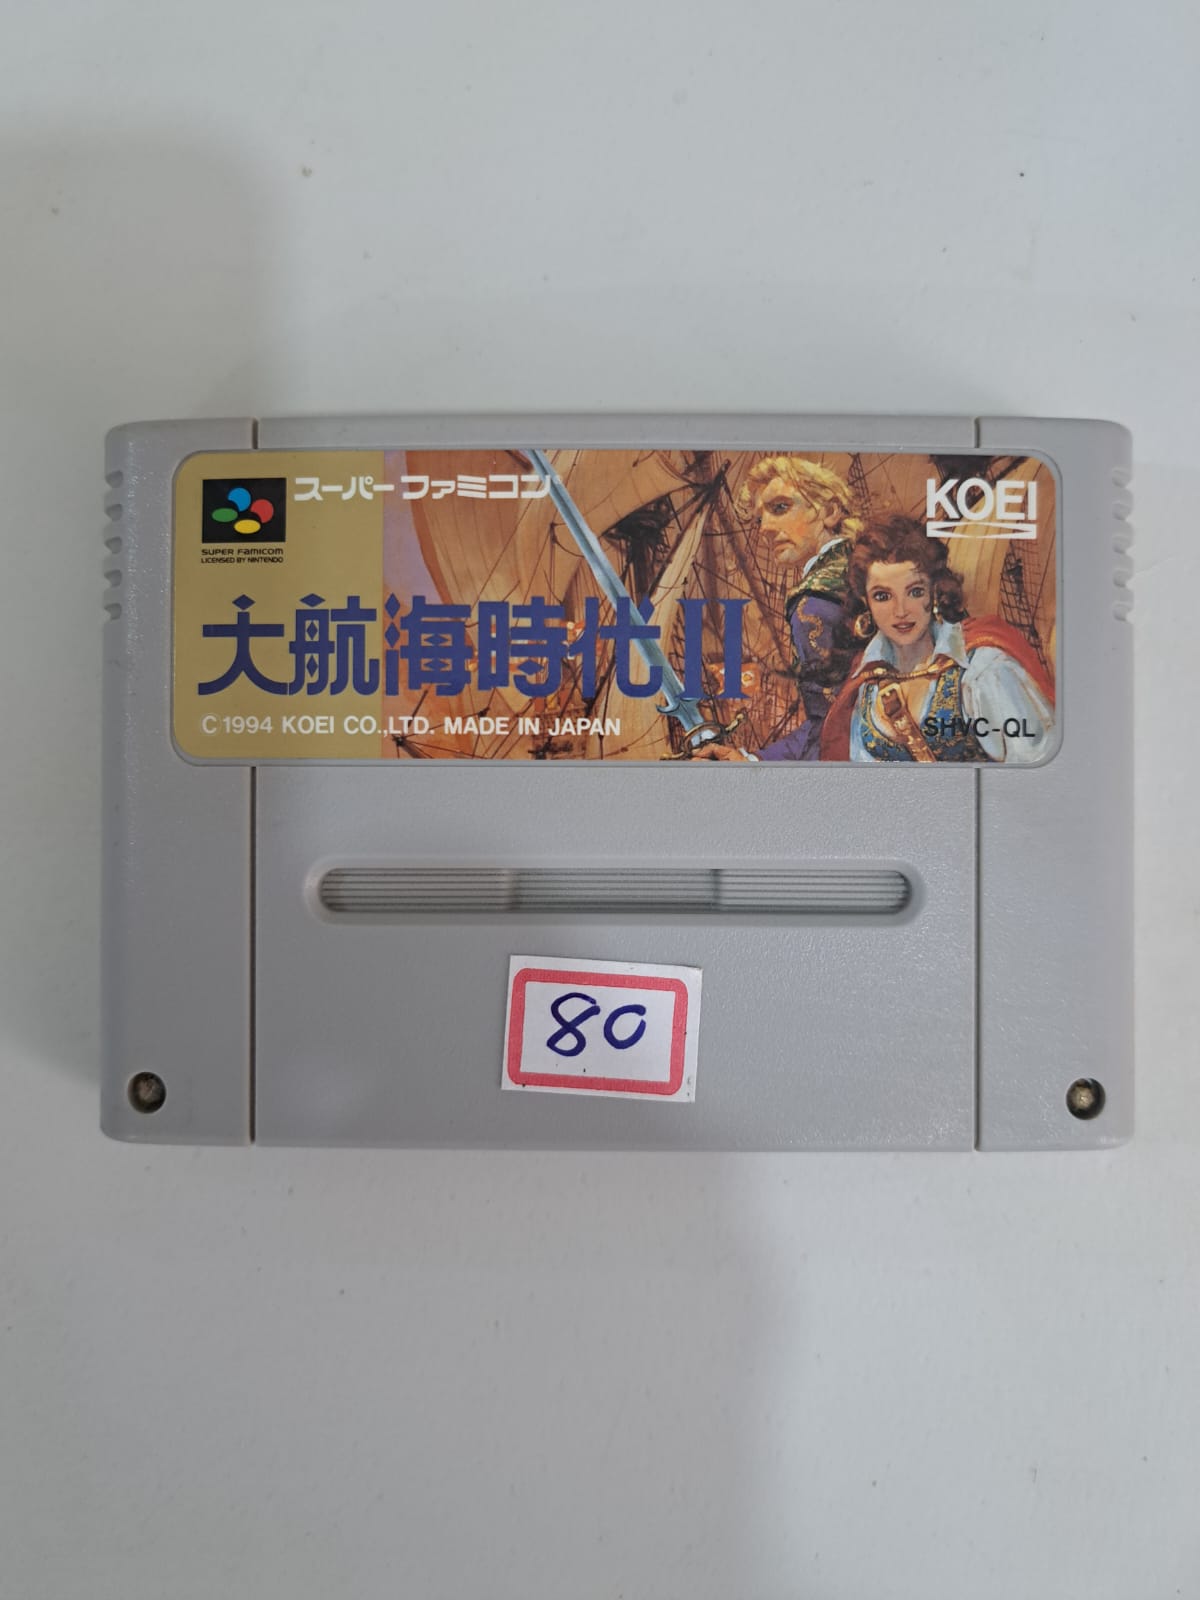 スーパーファミコン
KOEI
SUPER FAMICOM
LICENSED BY NINTENDO
大航海時代II
©1994 KOEI CO.,LTD. MADE IN JAPAN
SHVC-QL
80